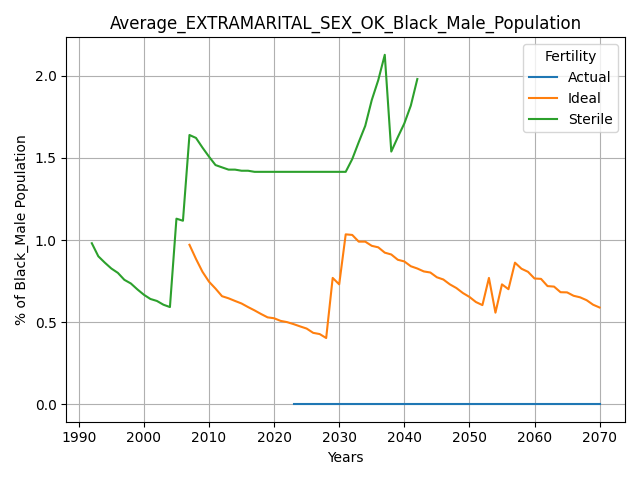 Average_EXTRAMARITAL_SEX_OK_Black_Male_Population
% of Black_Male Population
2.0
1.5
1.0
0.5
0.0
Fertility
Actual
Ideal
Sterile
1990 2000 2010 2020 2030 2040 2050 2060 2070
Years